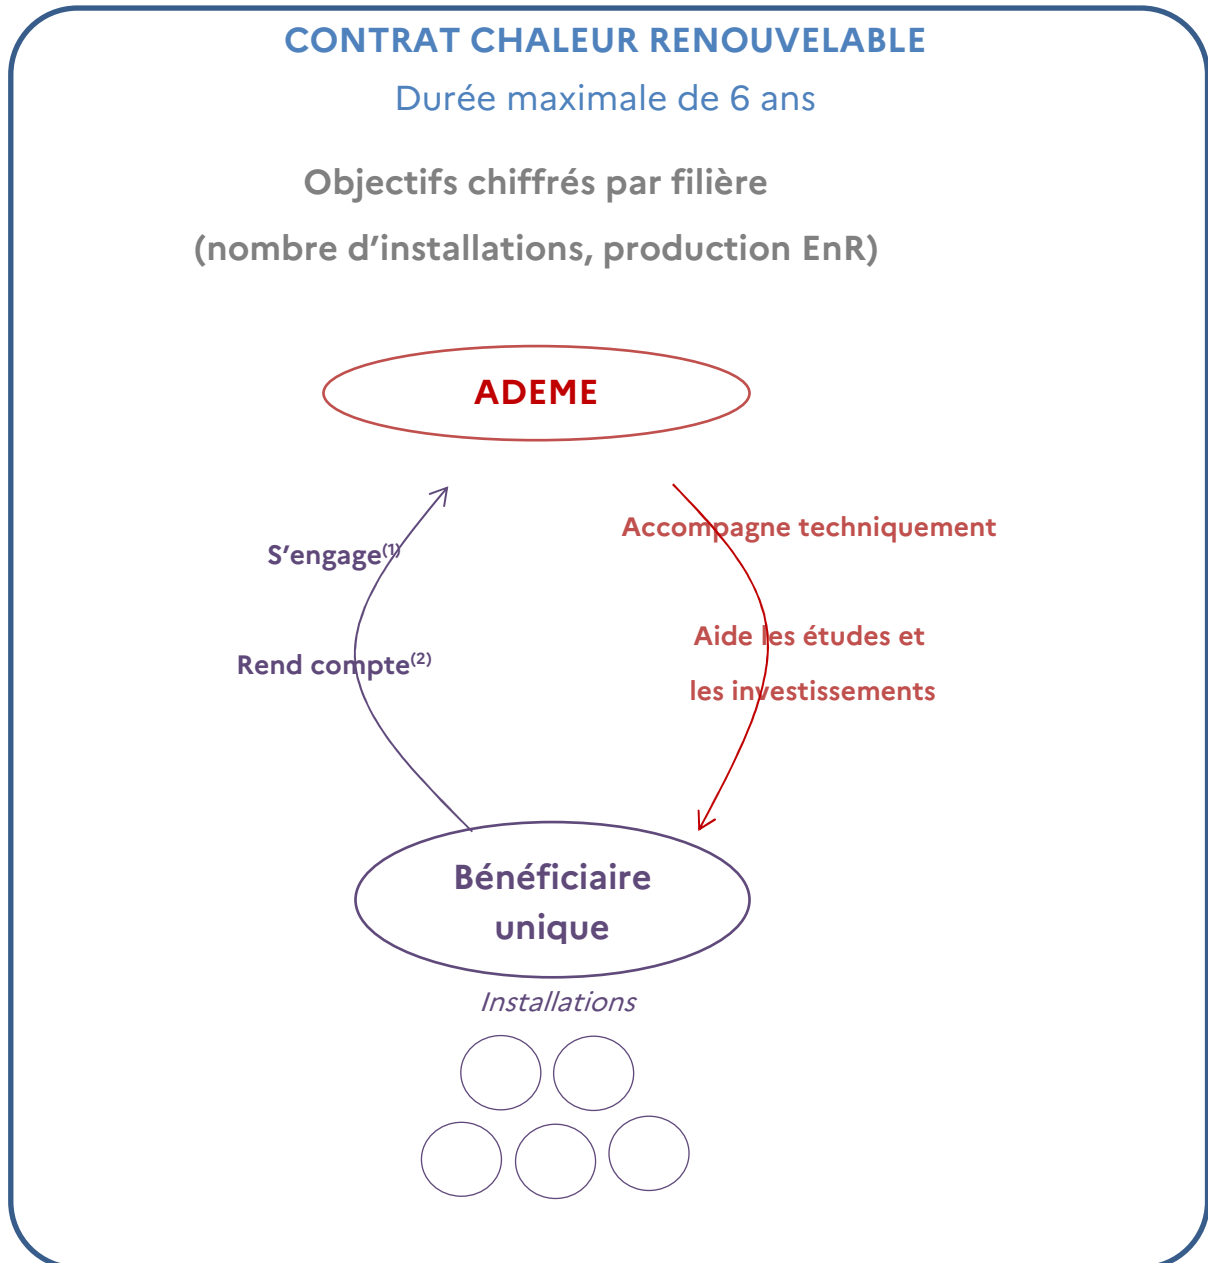 CONTRAT CHALEUR RENOUVELABLE
Durée maximale de 6 ans
Objectifs chiffrés par filière
(nombre d’installations, production EnR)
ADEME
S’engage(1)
Rend compte(2)
Accompagne techniquement
Aide les études et
les investissements
Bénéficiaire
unique
Installations